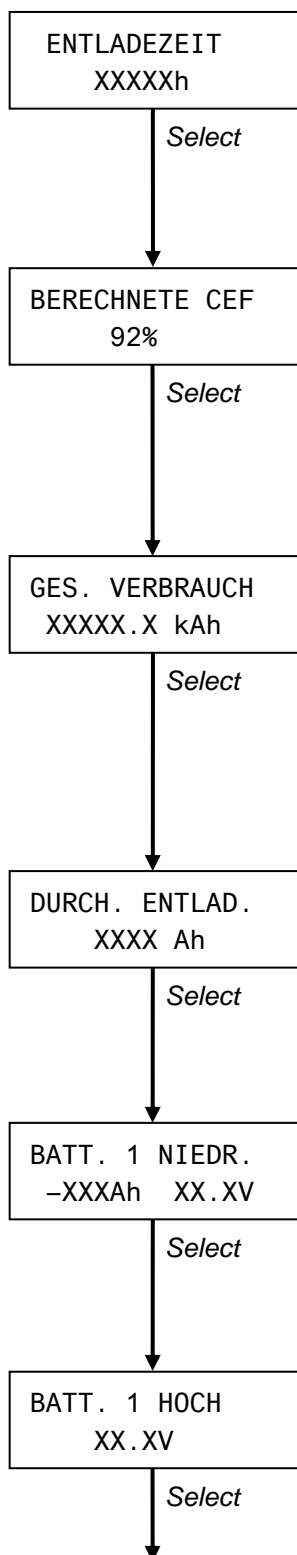 ENTLADEZEIT
XXXXXh
Select
BERECHNETE CEF
92%
Select
GES. VERBRAUCH
XXXXX.X kAh
Select
DURCH. ENTLAD.
XXXX Ah
Select
BATT. 1 NIEDR.
–XXXAh XX.XV
Select
BATT. 1 HOCH
XX.XV
Select